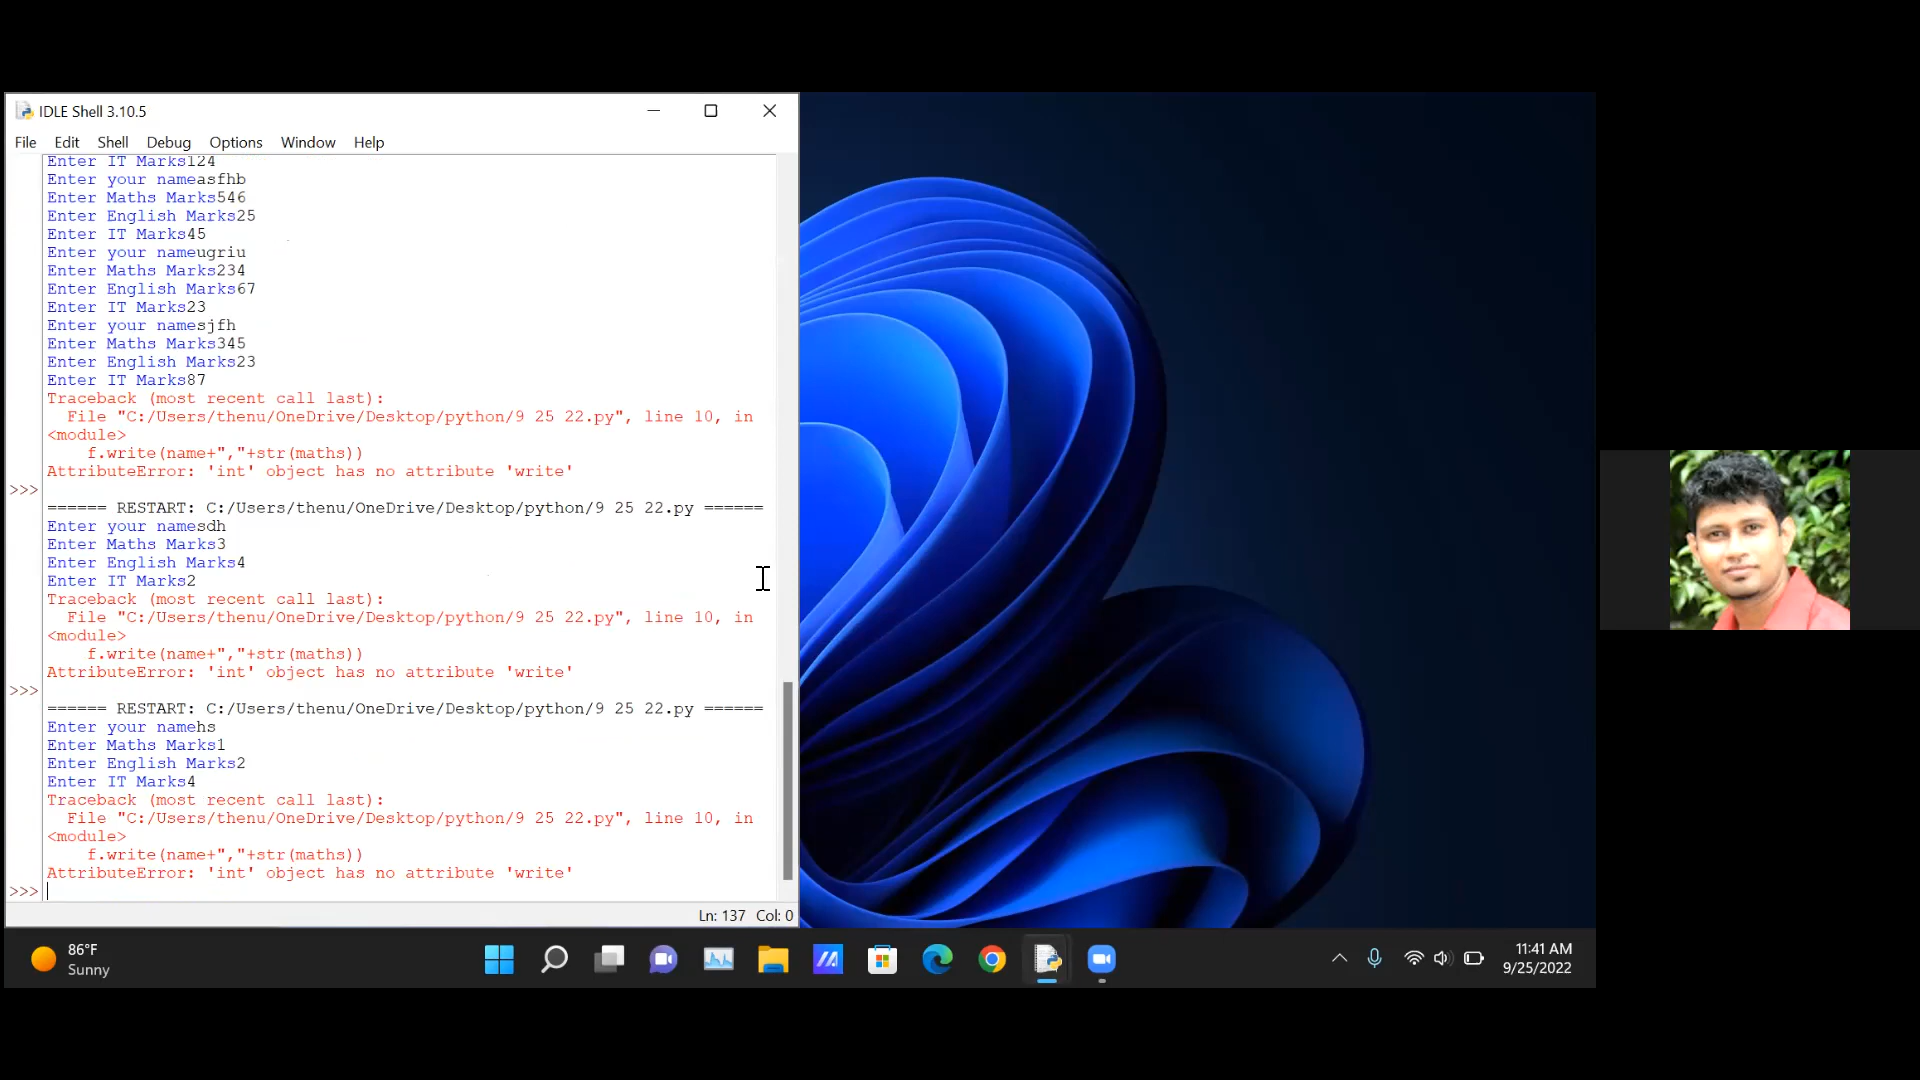 IDLE Shell 3.10.5
File Edit Shell Debug Options Window Help
Enter IT Marks124
Enter your nameasfhb
Enter Maths Marks546
Enter English Marks25
Enter IT Marks45
Enter your nameugriu
Enter Maths Marks234
Enter English Marks67
Enter IT Marks23
Enter your namesjfh
Enter Maths Marks345
Enter English Marks23
Enter IT Marks87
Traceback (most recent call last):
File "C:/Users/thenu/OneDrive/Desktop/python/9 25 22.py", line 10, in
<module>
f.write(name+","+str(maths))
AttributeError: 'int' object has no attribute 'write'
>>>
====== RESTART: C:/Users/thenu/OneDrive/Desktop/python/9 25 22.py ======
Enter your namesdh
Enter Maths Marks3
Enter English Marks4
Enter IT Marks2
Traceback (most recent call last):
File "C:/Users/thenu/OneDrive/Desktop/python/9 25 22.py", line 10, in
<module>
f.write(name+","+str(maths))
AttributeError: 'int' object has no attribute 'write'
>>>
====== RESTART: C:/Users/thenu/OneDrive/Desktop/python/9 25 22.py ======
Enter your namehs
Enter Maths Marks1
Enter English Marks2
Enter IT Marks4
Traceback (most recent call last):
File "C:/Users/thenu/OneDrive/Desktop/python/9 25 22.py", line 10, in
<module>
f.write(name+","+str(maths))
AttributeError: 'int' object has no attribute 'write'
>>>
Ln: 137 Col: 0
86°F
Sunny
11:41 AM
9/25/2022